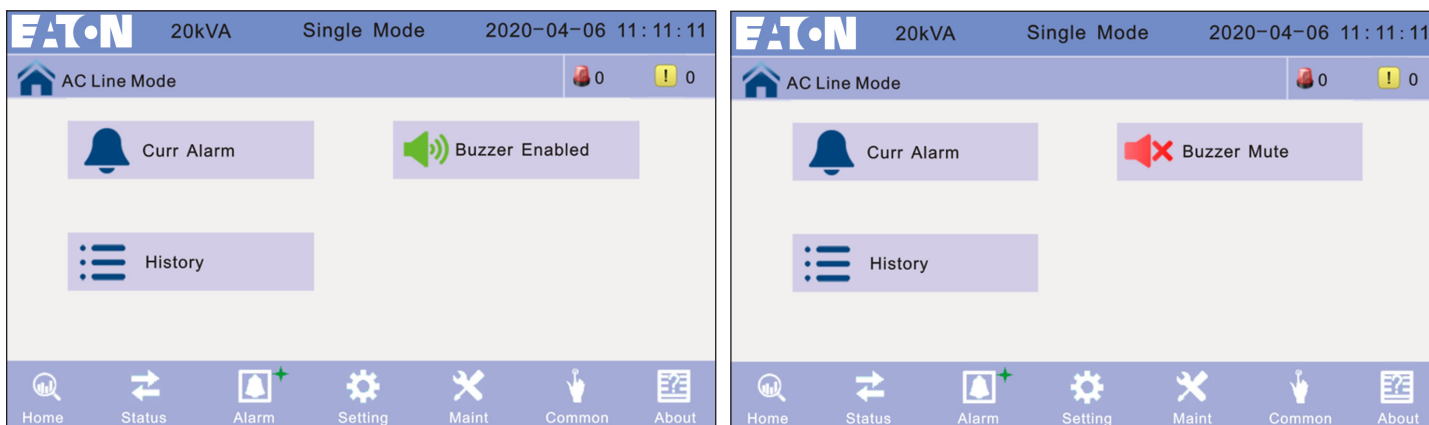 EATON 20kVA Single Mode 2020-04-06 11:11:11
AC Line Mode 0 ! 0
Curr Alarm Buzzer Enabled
History
Home Status Alarm Setting Maint Common About
EATON 20kVA Single Mode 2020-04-06 11:11:11
AC Line Mode 0 ! 0
Curr Alarm Buzzer Mute
History
Home Status Alarm Setting Maint Common About